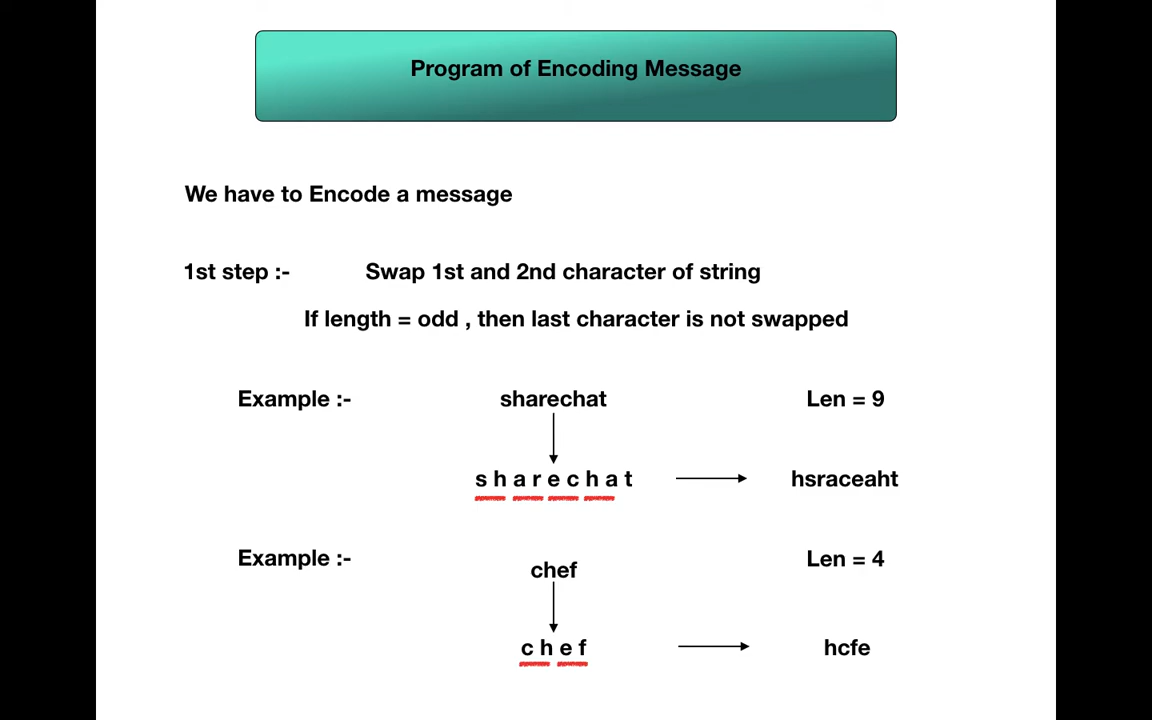 Program of Encoding Message
We have to Encode a message
1st step :- Swap 1st and 2nd character of string
If length = odd , then last character is not swapped
Example :- sharechat Len = 9
s h a r e c h a t hsraceaht
Example :- chef Len = 4
c h e f hcfe